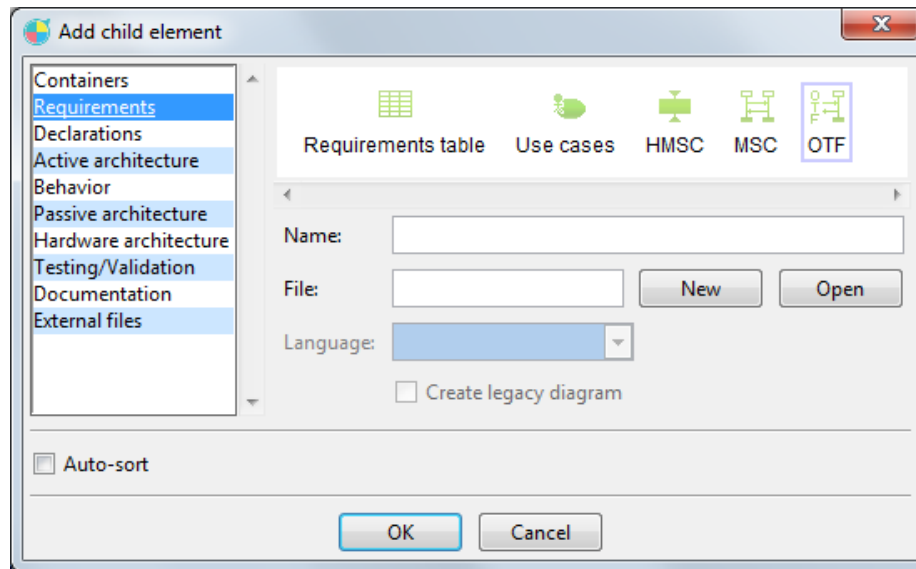 Add child element
Containers
Requirements
Declarations
Active architecture
Behavior
Passive architecture
Hardware architecture
Testing/Validation
Documentation
External files
Requirements table Use cases HMSC MSC OTF
Name:
File: New Open
Language:
Create legacy diagram
Auto-sort
OK Cancel